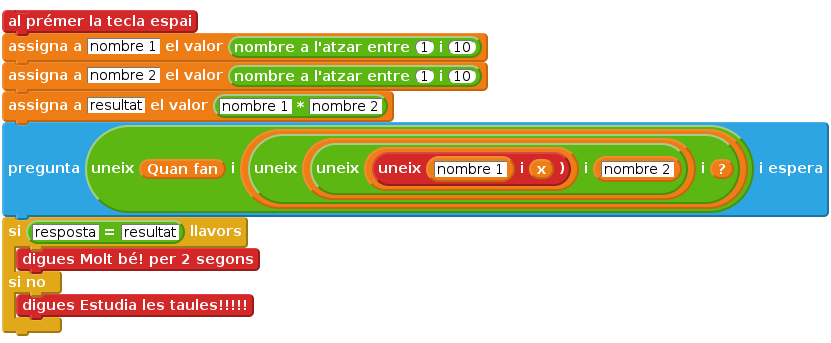 al prémer la tecla espai
assigna a nombre 1 el valor nombre a l'atzar entre 1 i 10
assigna a nombre 2 el valor nombre a l'atzar entre 1 i 10
assigna a resultat el valor nombre 1 * nombre 2
pregunta uneix Quan fan i uneix uneix uneix nombre 1 i x ) i nombre 2 i ? i espera
si resposta = resultat llavors
digues Molt bé! per 2 segons
si no
digues Estudia les taules!!!!!